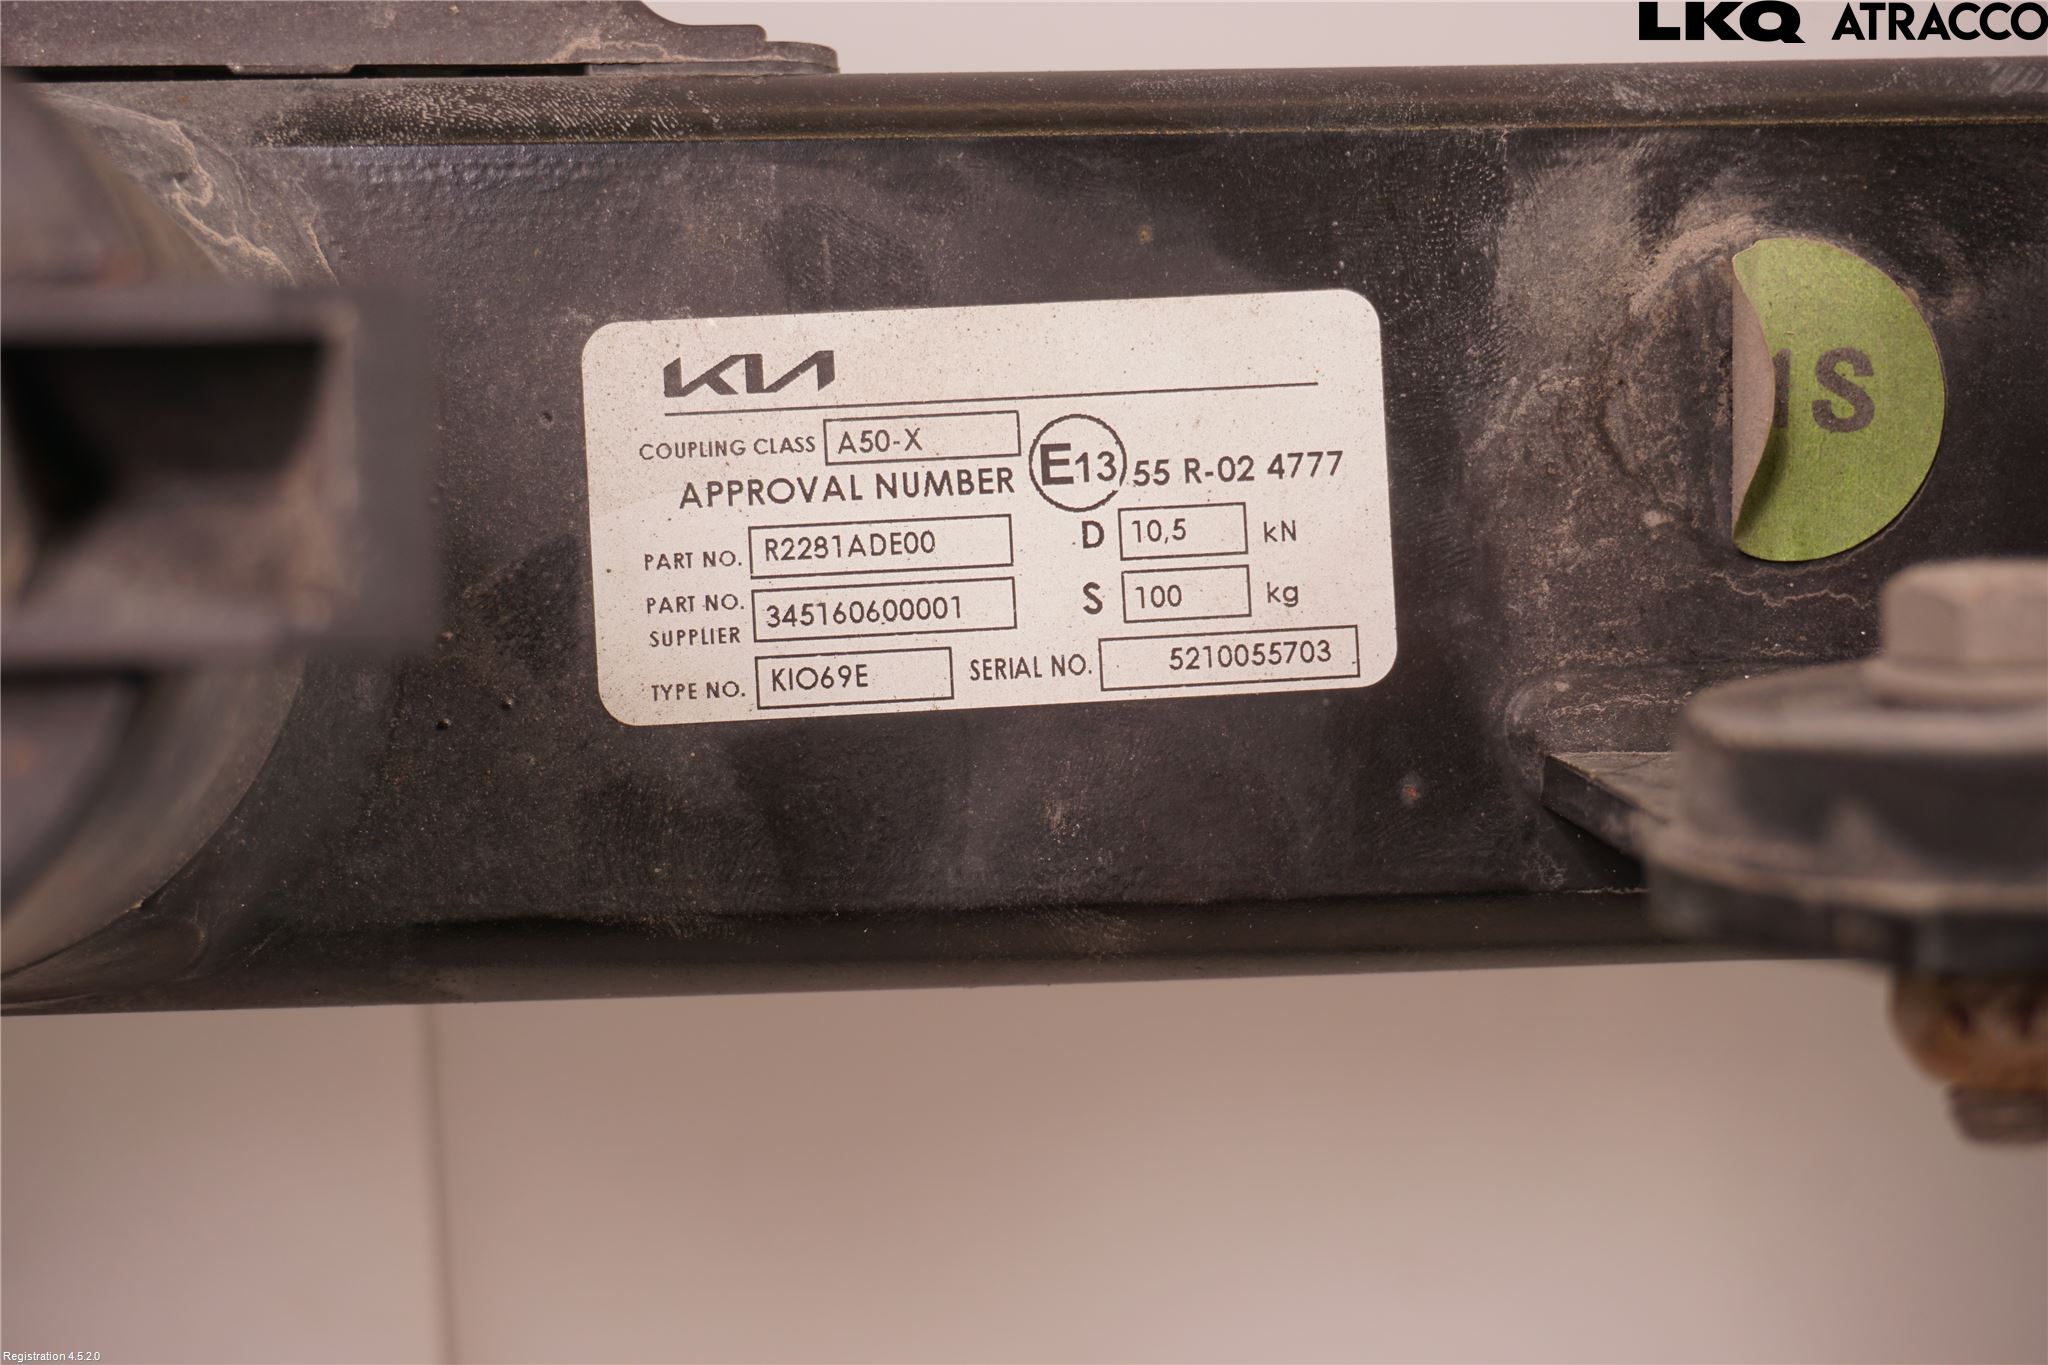 LKQ ATRACCO
KIA
COUPLING CLASS A50-X
APPROVAL NUMBER E13 55 R-02 4777
PART NO. R2281ADE00 D 10,5 kN
PART NO. SUPPLIER 345160600001 S 100 kg
TYPE NO. KIO69E SERIAL NO. 5210055703
1S
Registration 4.5.2.0